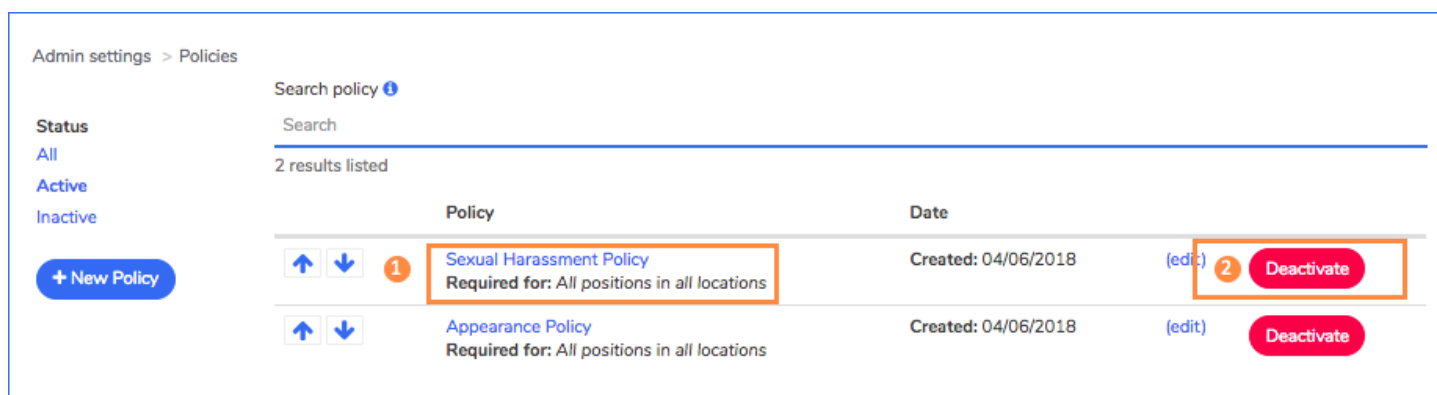 Admin settings > Policies
Search policy
Status
Search
All
2 results listed
Active
Inactive
Policy Date
+ New Policy
1 Sexual Harassment Policy Created: 04/06/2018 (edit) 2 Deactivate
Required for: All positions in all locations
Appearance Policy Created: 04/06/2018 (edit) Deactivate
Required for: All positions in all locations